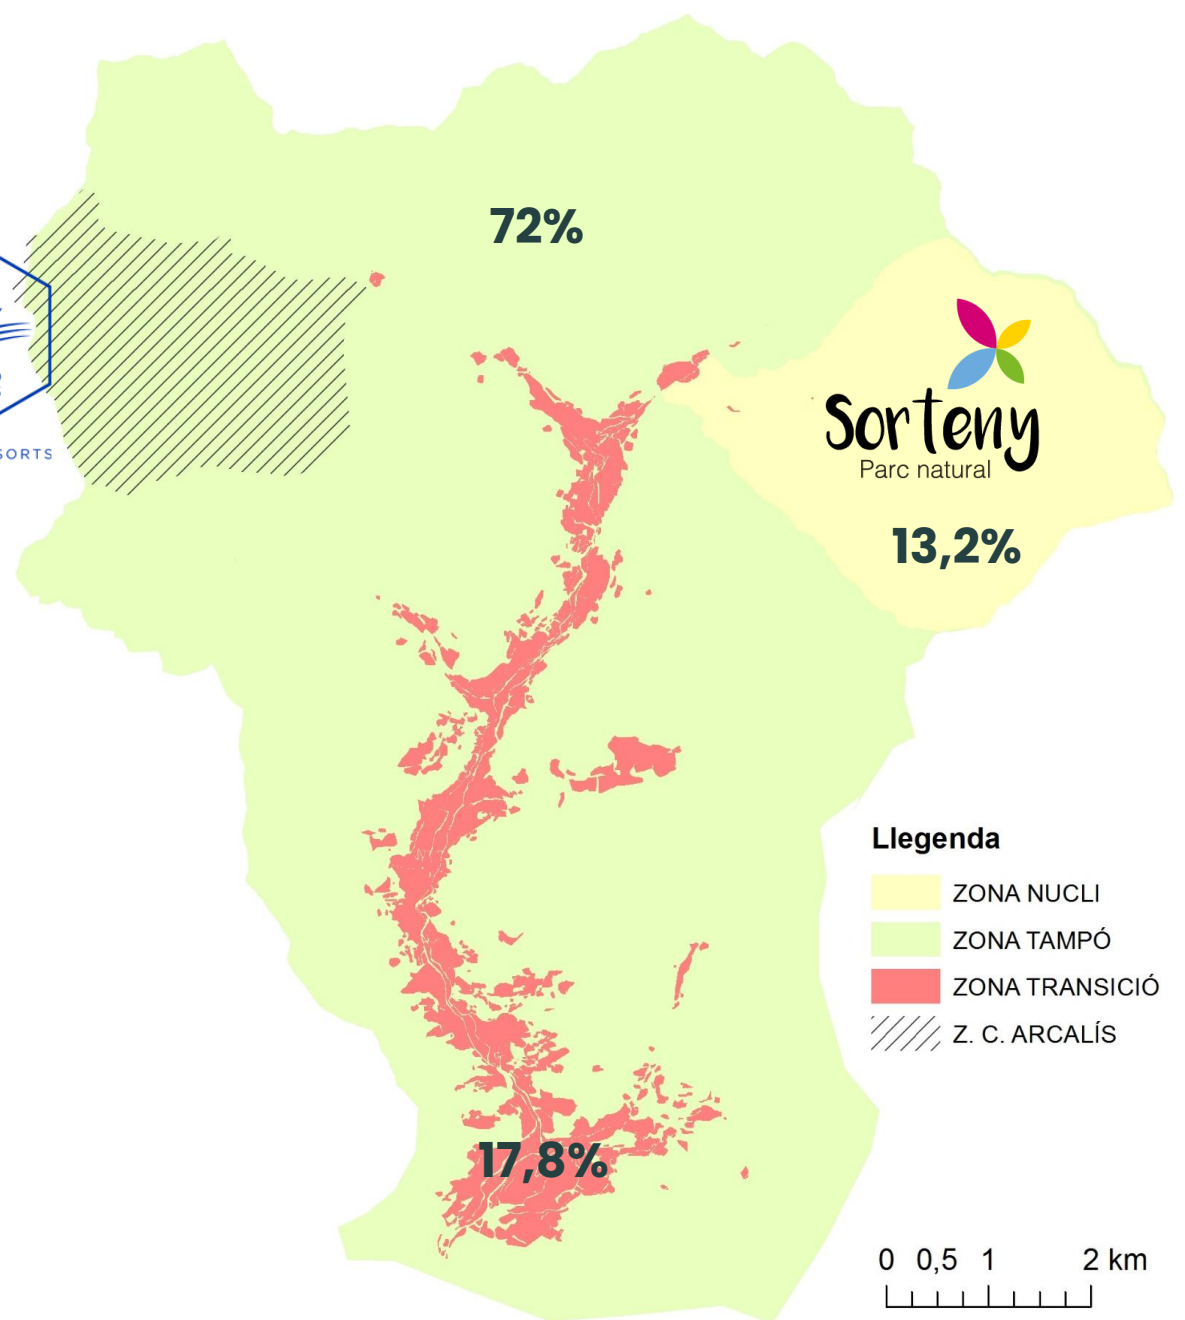 72%
SORTS
Sorteny
Parc natural
13,2%
17,8%
Llegenda
ZONA NUCLI
ZONA TAMPÓ
ZONA TRANSICIÓ
Z. C. ARCALÍS
0 0,5 1 2 km